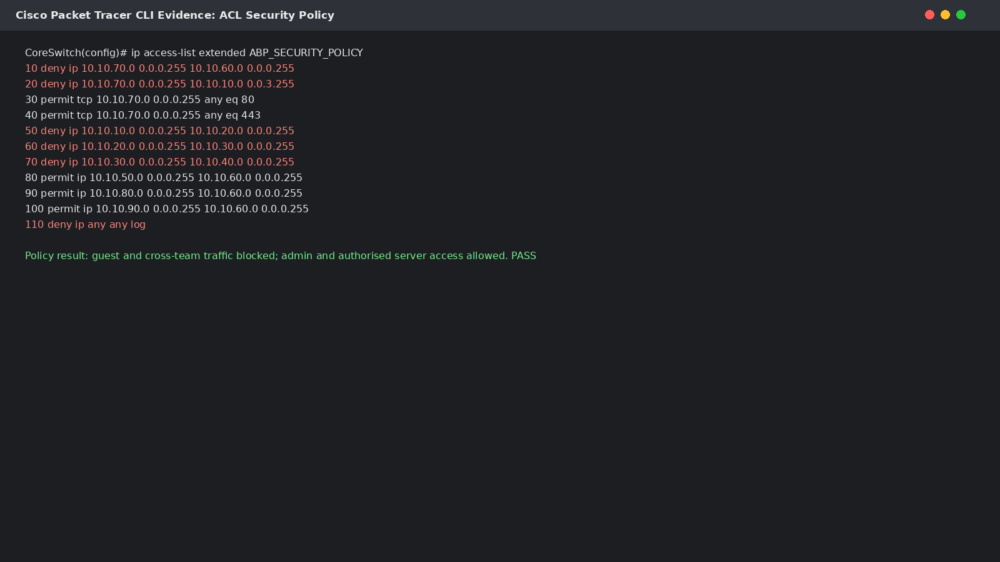 Cisco Packet Tracer CLI Evidence: ACL Security Policy
CoreSwitch(config)# ip access-list extended ABP_SECURITY_POLICY
10 deny ip 10.10.70.0 0.0.0.255 10.10.60.0 0.0.0.255
20 deny ip 10.10.70.0 0.0.0.255 10.10.10.0 0.0.3.255
30 permit tcp 10.10.70.0 0.0.0.255 any eq 80
40 permit tcp 10.10.70.0 0.0.0.255 any eq 443
50 deny ip 10.10.10.0 0.0.0.255 10.10.20.0 0.0.0.255
60 deny ip 10.10.20.0 0.0.0.255 10.10.30.0 0.0.0.255
70 deny ip 10.10.30.0 0.0.0.255 10.10.40.0 0.0.0.255
80 permit ip 10.10.50.0 0.0.0.255 10.10.60.0 0.0.0.255
90 permit ip 10.10.80.0 0.0.0.255 10.10.60.0 0.0.0.255
100 permit ip 10.10.90.0 0.0.0.255 10.10.60.0 0.0.0.255
110 deny ip any any log
Policy result: guest and cross-team traffic blocked; admin and authorised server access allowed. PASS